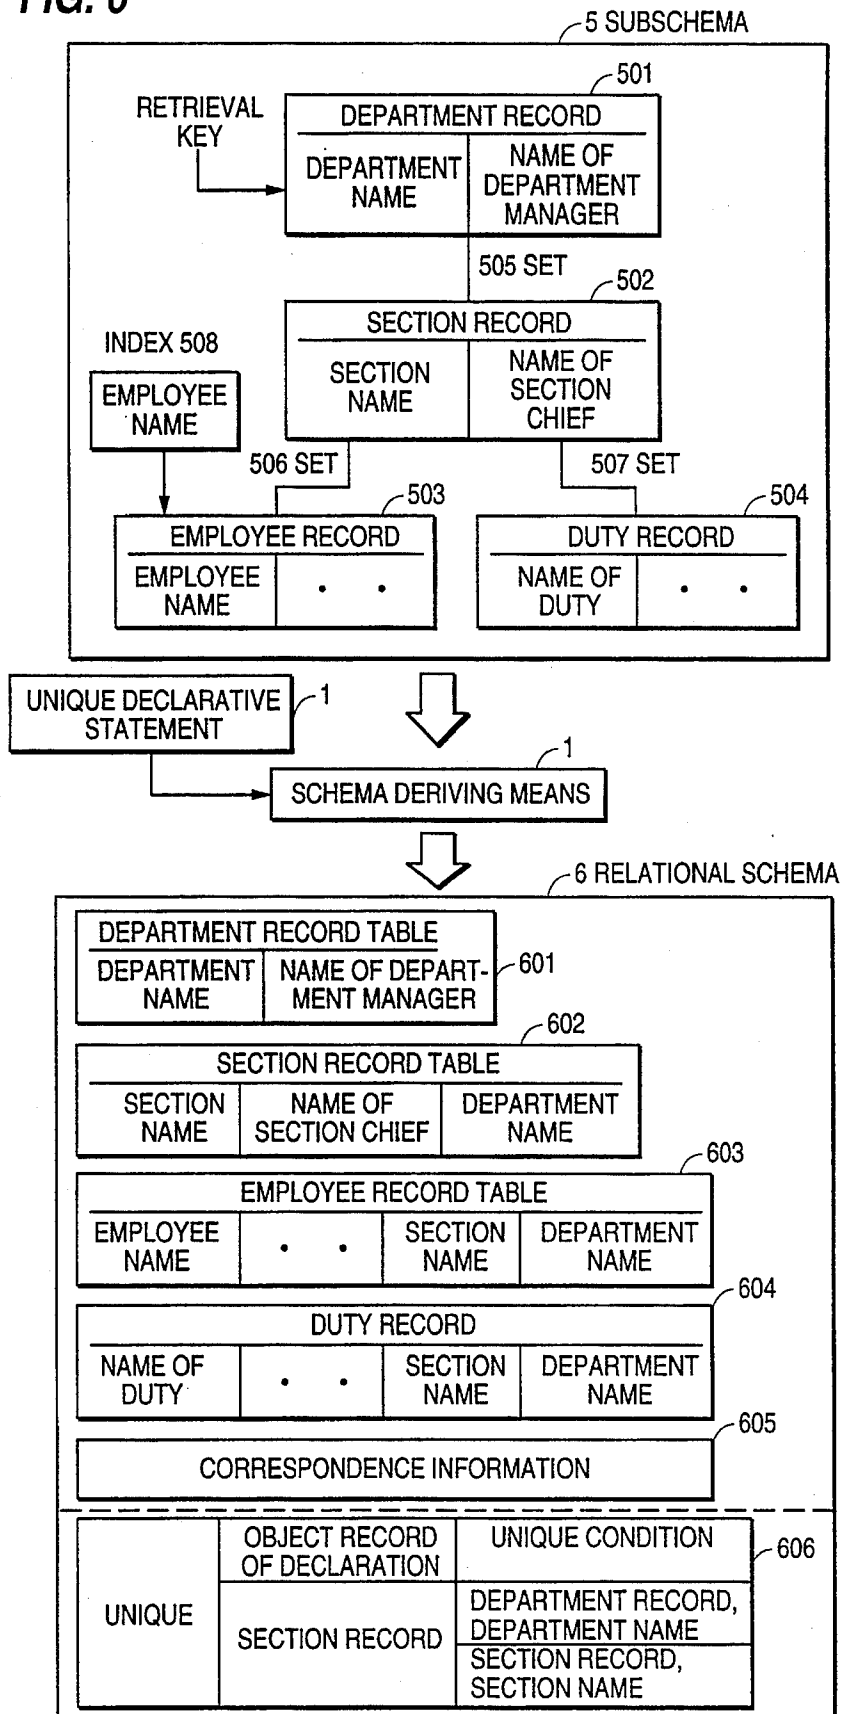 FIG. 6
5 SUBSCHEMA
501
RETRIEVAL
KEY
DEPARTMENT RECORD
DEPARTMENT
NAME
NAME OF
DEPARTMENT
MANAGER
505 SET
502
SECTION RECORD
SECTION
NAME
NAME OF
SECTION
CHIEF
INDEX 508
EMPLOYEE
NAME
506 SET
507 SET
503
EMPLOYEE RECORD
EMPLOYEE
NAME
. .
504
DUTY RECORD
NAME OF
DUTY
. .
UNIQUE DECLARATIVE
STATEMENT
1
1
SCHEMA DERIVING MEANS
6 RELATIONAL SCHEMA
DEPARTMENT RECORD TABLE
DEPARTMENT
NAME
NAME OF DEPART-
MENT MANAGER
601
602
SECTION RECORD TABLE
SECTION
NAME
NAME OF
SECTION CHIEF
DEPARTMENT
NAME
603
EMPLOYEE RECORD TABLE
EMPLOYEE
NAME
. .
SECTION
NAME
DEPARTMENT
NAME
604
DUTY RECORD
NAME OF
DUTY
. .
SECTION
NAME
DEPARTMENT
NAME
605
CORRESPONDENCE INFORMATION
606
UNIQUE
OBJECT RECORD
OF DECLARATION
UNIQUE CONDITION
SECTION RECORD
DEPARTMENT RECORD,
DEPARTMENT NAME
SECTION RECORD,
SECTION NAME